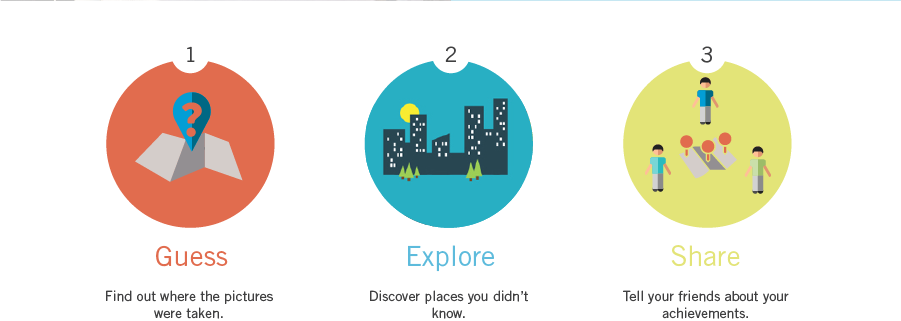 1
2
3
?
Guess
Explore
Share
Find out where the pictures
were taken.
Discover places you didn't
know.
Tell your friends about your
achievements.